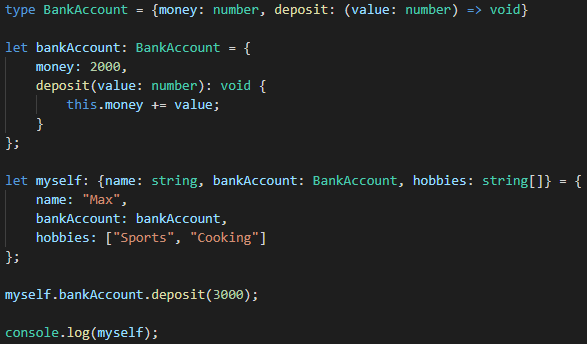 type BankAccount = {money: number, deposit: (value: number) => void}
let bankAccount: BankAccount = {
    money: 2000,
    deposit(value: number): void {
        this.money += value;
    }
};
let myself: {name: string, bankAccount: BankAccount, hobbies: string[]} = {
    name: "Max",
    bankAccount: bankAccount,
    hobbies: ["Sports", "Cooking"]
};
myself.bankAccount.deposit(3000);
console.log(myself);